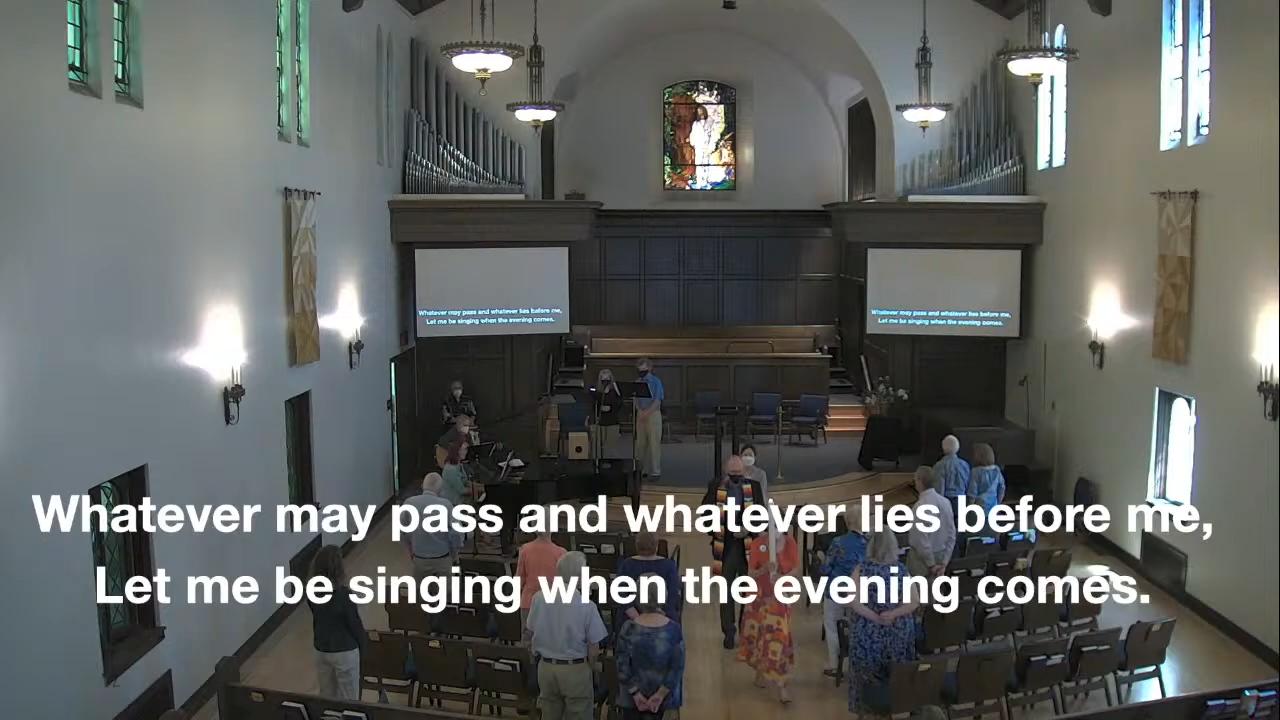 Whatever may pass and whatever lies before me,
Let me be singing when the evening comes.
Whatever may pass and whatever lies before me,
Let me be singing when the evening comes.
Whatever may pass and whatever lies before me,
Let me be singing when the evening comes.